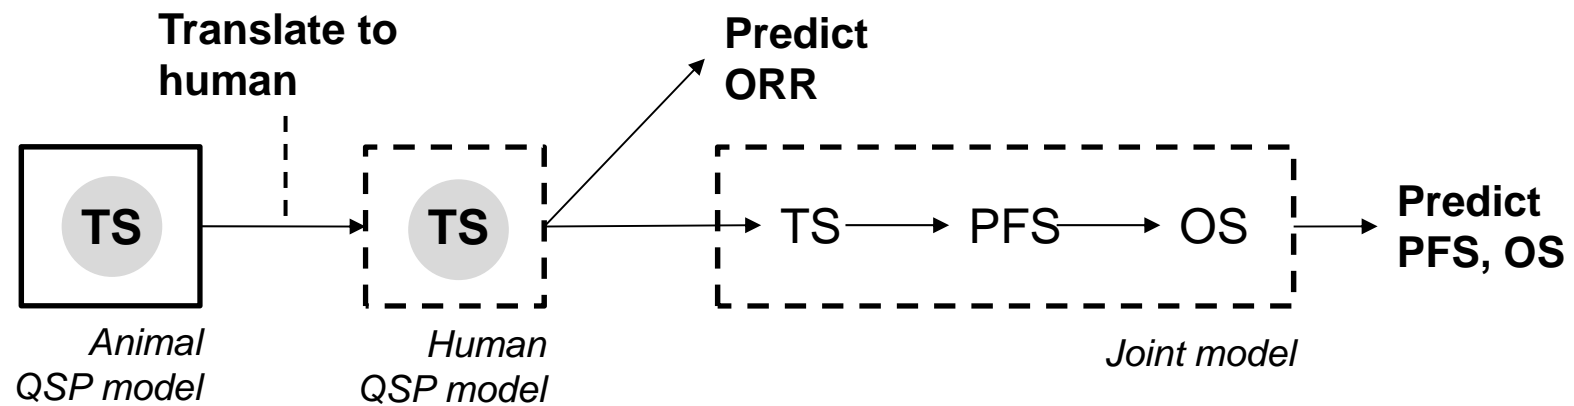 Translate to
human
Predict
ORR
TS
TS
TS
PFS
OS
Predict
PFS, OS
Animal
QSP model
Human
QSP model
Joint model